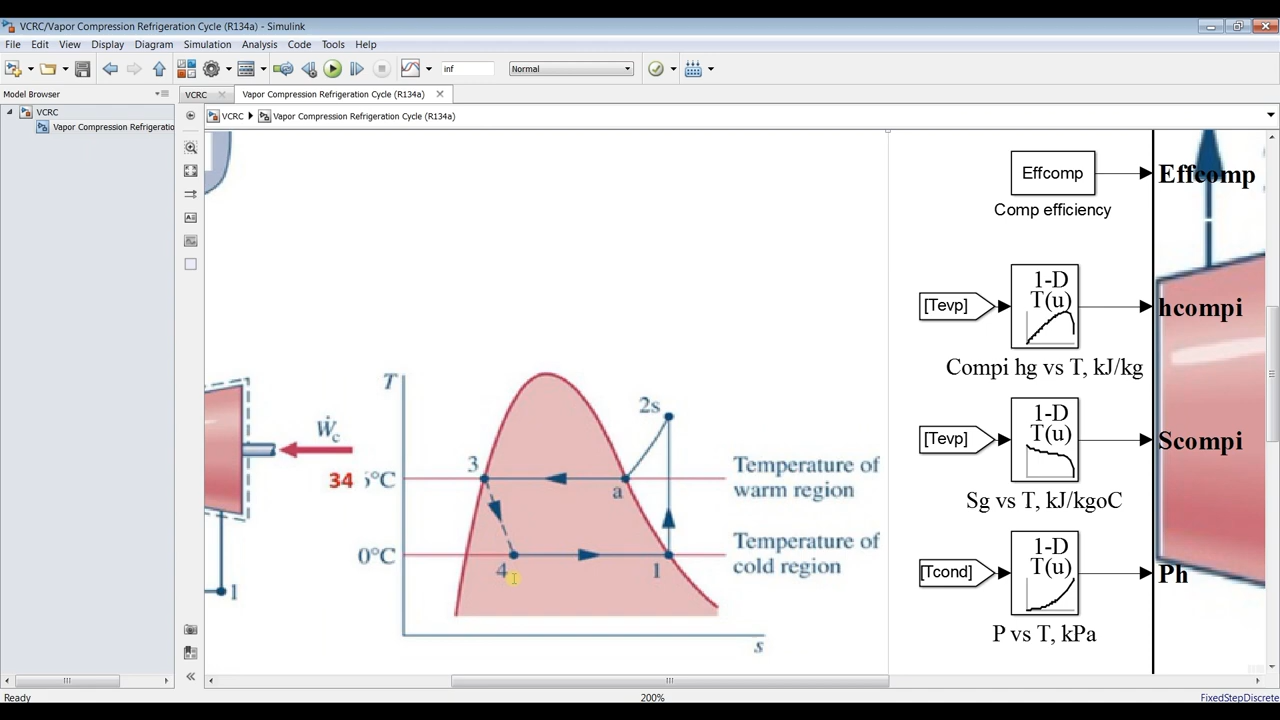 VCRC/Vapor Compression Refrigeration Cycle (R134a) - Simulink
File Edit View Display Diagram Simulation Analysis Code Tools Help
inf Normal
Model Browser
VCRC Vapor Compression Refrigeration Cycle (R134a)
VCRC
VCRC Vapor Compression Refrigeration Cycle (R134a)
Vapor Compression Refrigeratio
Effcomp
Effcomp
Comp efficiency
1-D
T(u)
[Tevp]
hcompi
Compi hg vs T, kJ/kg
T
2s
1-D
T(u)
[Tevp]
Scompi
Ẇc
3
Temperature of
warm region
34
°C
a
Sg vs T, kJ/kgoC
0°C
Temperature of
cold region
4
1
1-D
T(u)
[Tcond]
Ph
1
P vs T, kPa
s
Ready
200%
FixedStepDiscrete